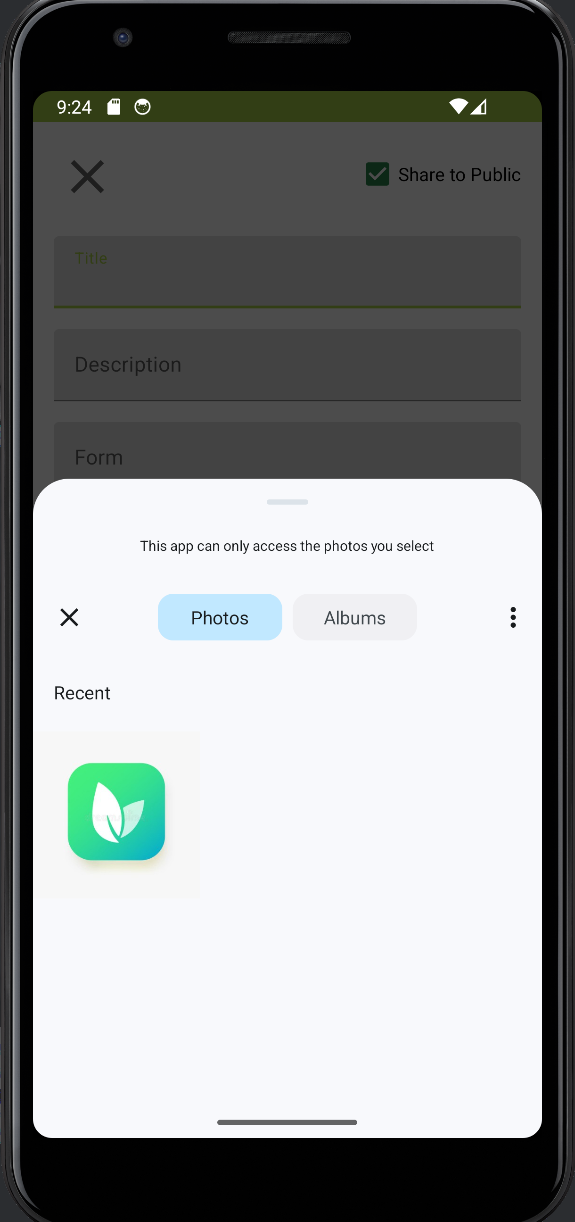 9:24
Share to Public
Title
Description
Form
This app can only access the photos you select
Photos
Albums
Recent